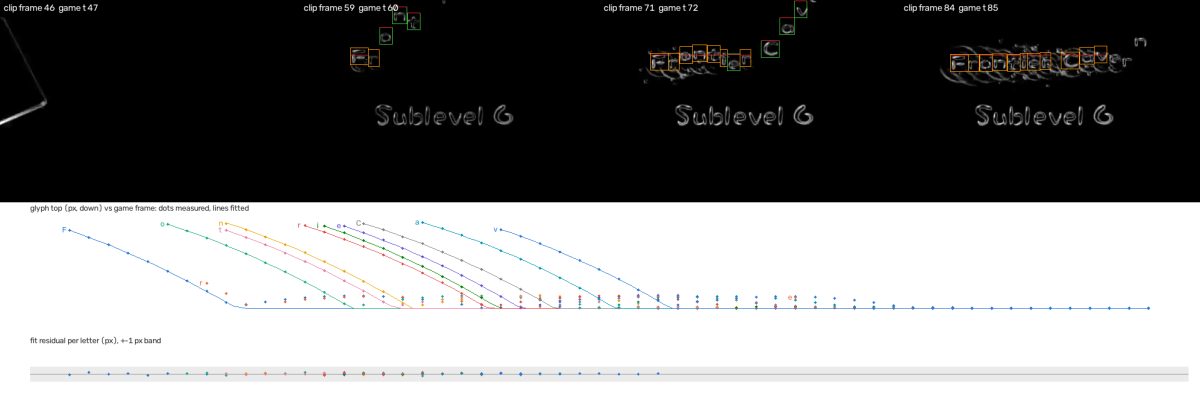 clip frame 46 game t 47
clip frame 59 game t 60
clip frame 71 game t 72
clip frame 84 game t 85
F r o n t
F r o n t i e r C a v
Frontier Caver n
Sublevel 6
Sublevel 6
Sublevel 6
glyph top (px, down) vs game frame: dots measured, lines fitted
F
r
o
n
t
r
i
e
C
a
v
e
fit residual per letter (px), +-1 px band